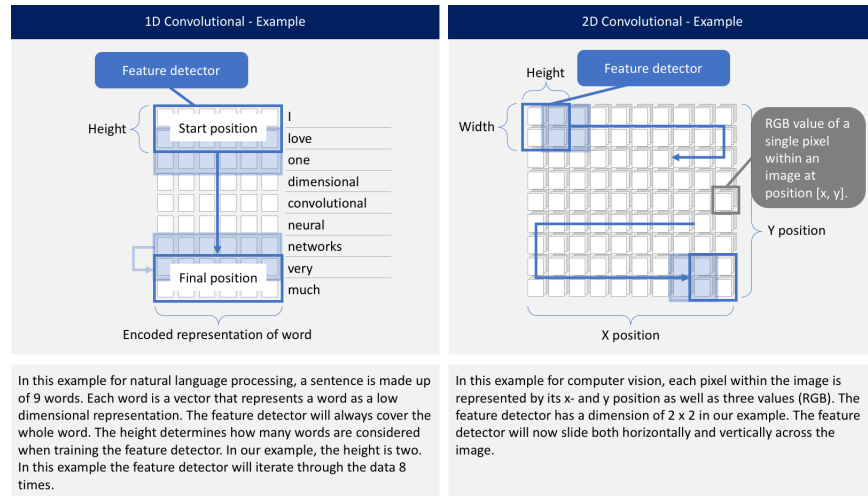 1D Convolutional - Example
Feature detector
Height
Start position
I
love
one
dimensional
convolutional
neural
networks
very
much
Final position
Encoded representation of word
In this example for natural language processing, a sentence is made up
of 9 words. Each word is a vector that represents a word as a low
dimensional representation. The feature detector will always cover the
whole word. The height determines how many words are considered
when training the feature detector. In our example, the height is two.
In this example the feature detector will iterate through the data 8
times.
2D Convolutional - Example
Height
Feature detector
Width
RGB value of a
single pixel
within an
image at
position [x, y].
Y position
X position
In this example for computer vision, each pixel within the image is
represented by its x- and y position as well as three values (RGB). The
feature detector has a dimension of 2 x 2 in our example. The feature
detector will now slide both horizontally and vertically across the
image.